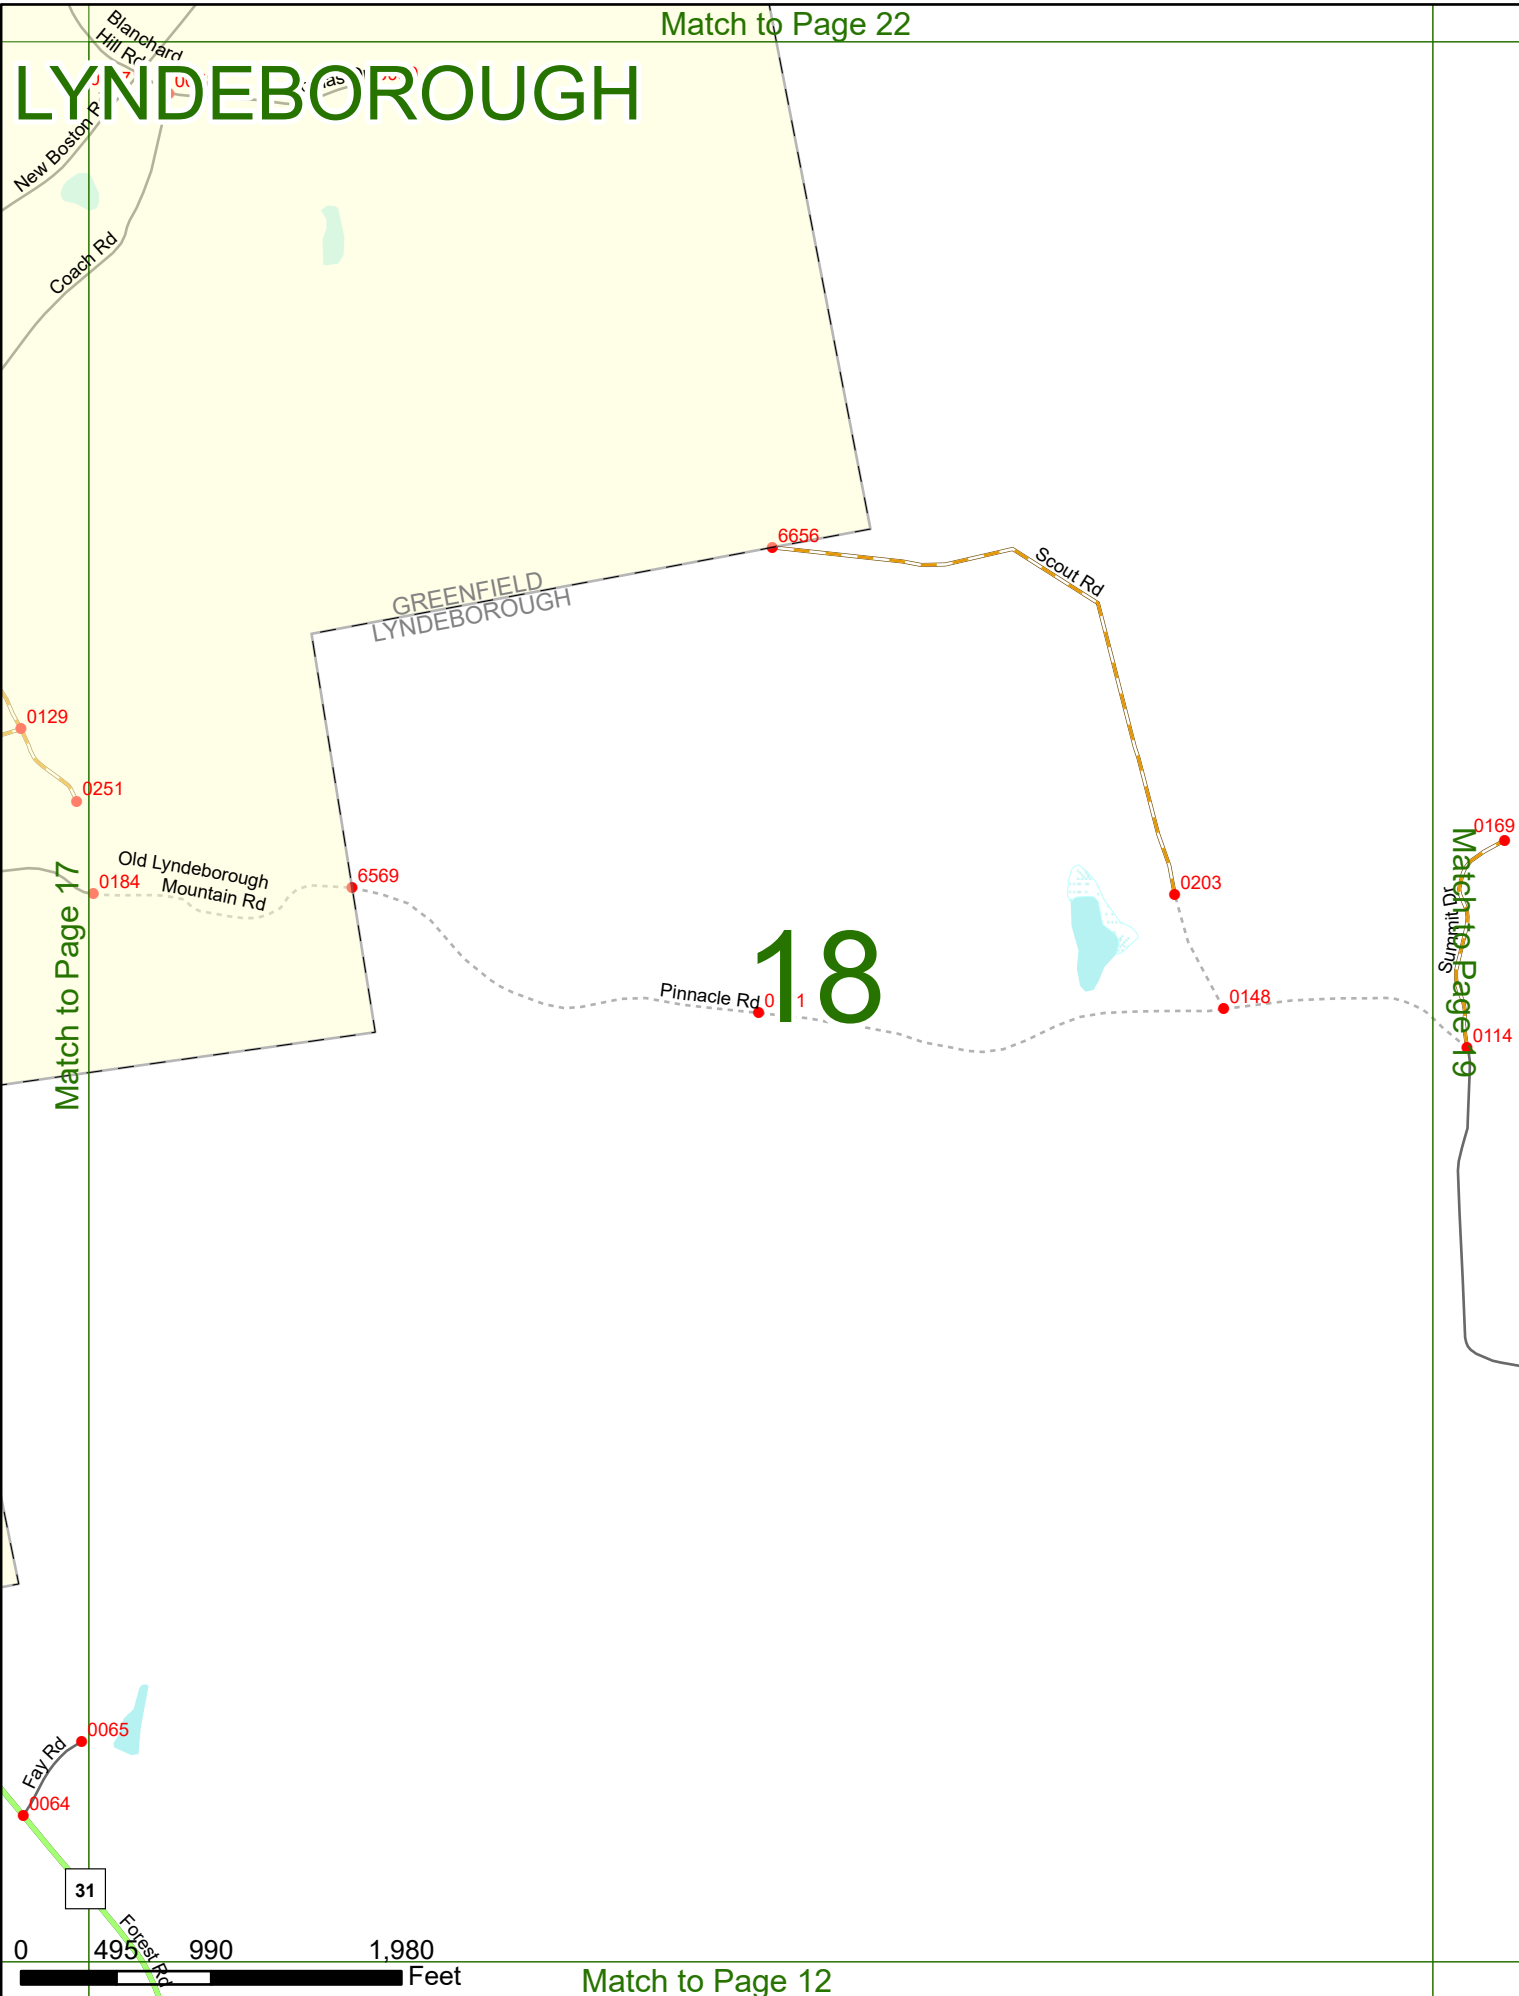 Match to Page 22
Blanchard
Hill Rd
LYNDEBOROUGH
New Boston
Coach Rd
6656
Scout Rd
GREENFIELD
LYNDEBOROUGH
0129
0251
0169
Old Lyndeborough
Mountain Rd
0184
6569
0203
Match to Page 17
Match to Page 19
Summit Dr
18
Pinnacle Rd
0148
0114
0065
Fay Rd
0064
31
Forest Rd
0 495 990 1,980
Feet
Match to Page 12